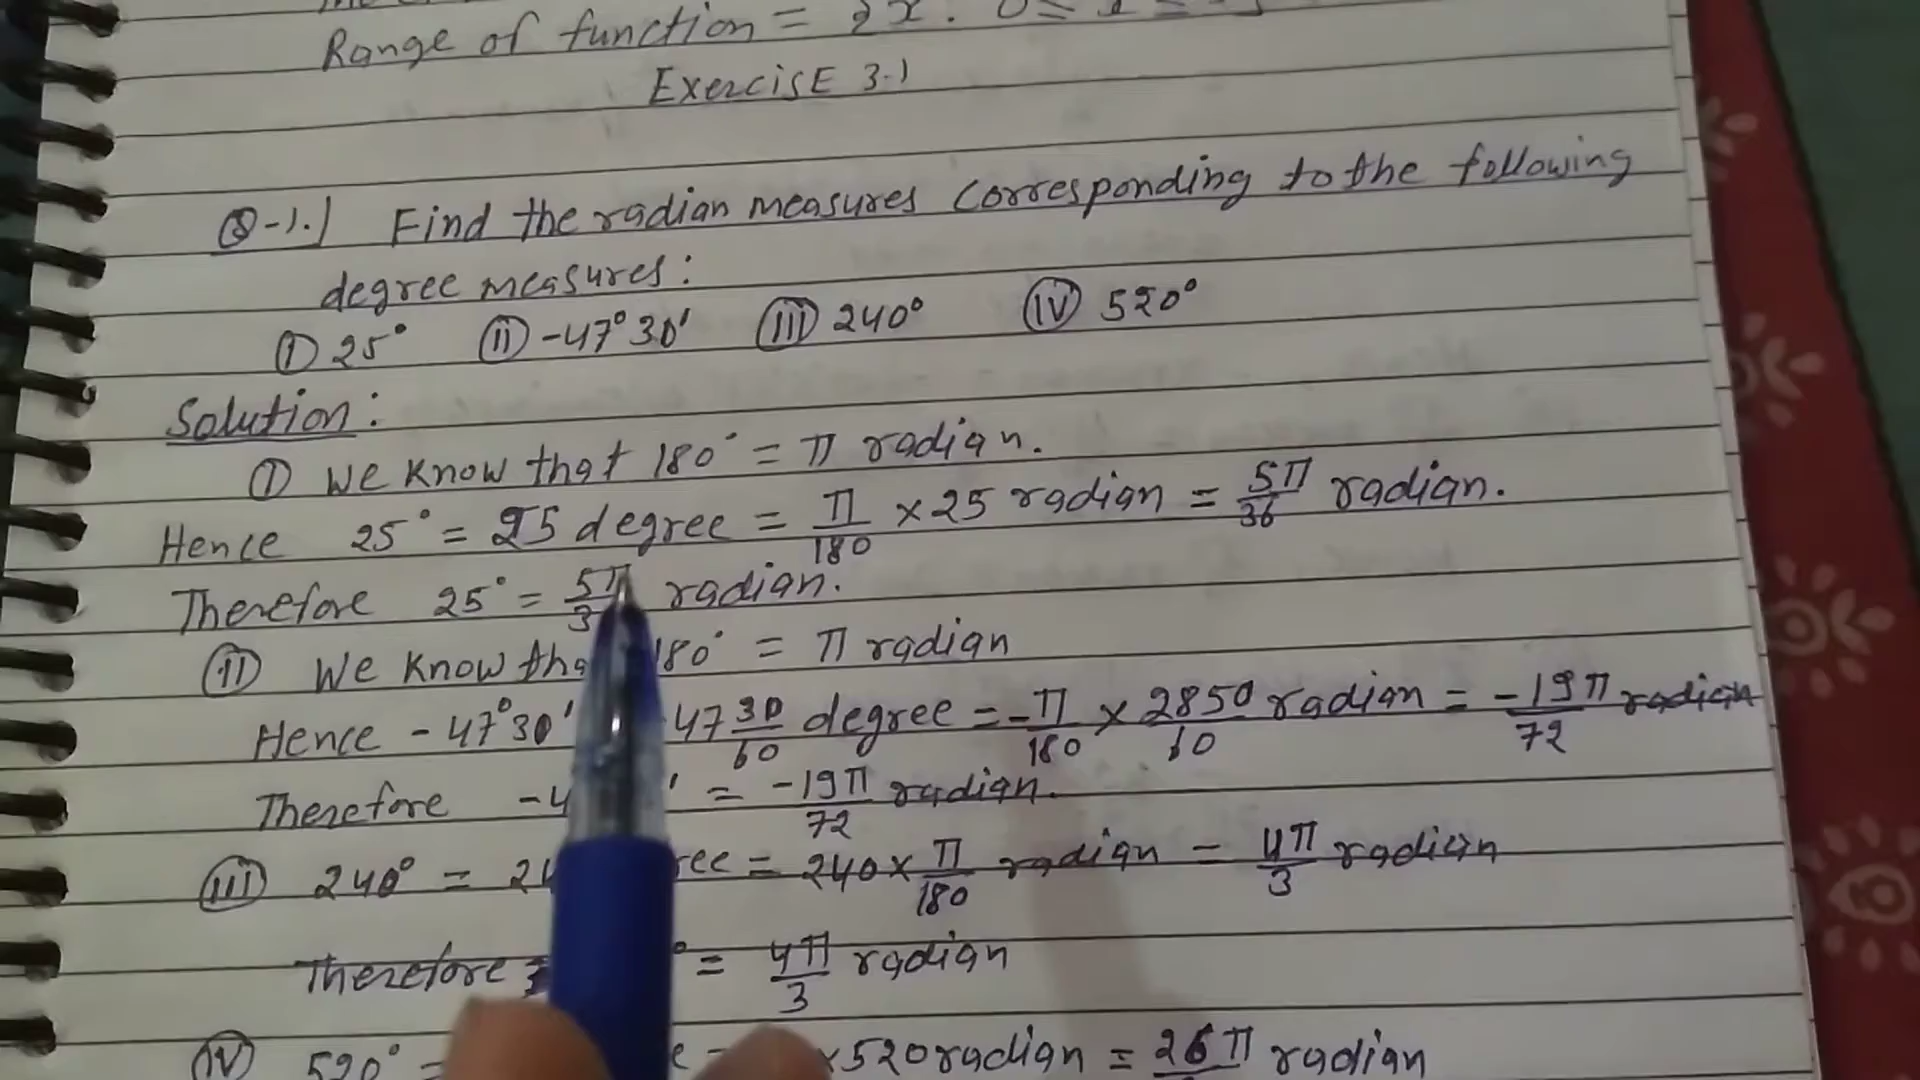 Range of function = 2x.
Exercise 3.1
Q-1. Find the radian measures corresponding to the following
degree measures:
(I) 25° (II) -47°30' (III) 240° (IV) 520°
Solution:
(I) We know that 180° = π radian.
Hence 25° = 25 degree = π/180 × 25 radian = 5π/36 radian.
Therefore 25° = 5π/3 radian.
(II) We know 180° = π radian
Hence -47°30' 47 30/60 degree = -π/180 × 2850/60 radian = -19π/72 radian
Therefore -4 ' = -19π/72 radian.
(III) 240° = 24 ree = 240 × π/180 radian = 4π/3 radian
Therefore ° = 4π/3 radian
(IV) 520° = × 520 radian = 26π radian